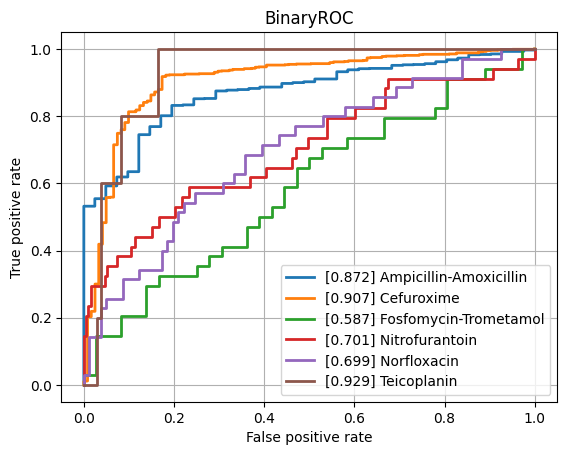 BinaryROC
True positive rate
1.0
0.8
0.6
0.4
0.2
0.0
[0.872] Ampicillin-Amoxicillin
[0.907] Cefuroxime
[0.587] Fosfomycin-Trometamol
[0.701] Nitrofurantoin
[0.699] Norfloxacin
[0.929] Teicoplanin
0.0 0.2 0.4 0.6 0.8 1.0
False positive rate